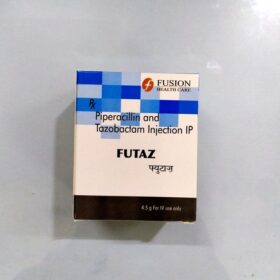 FUSION
HEALTH CARE
Rx
Piperacillin and
Tazobactam Injection IP
FUTAZ
फ्युटाज़
4.5 g For IV use only